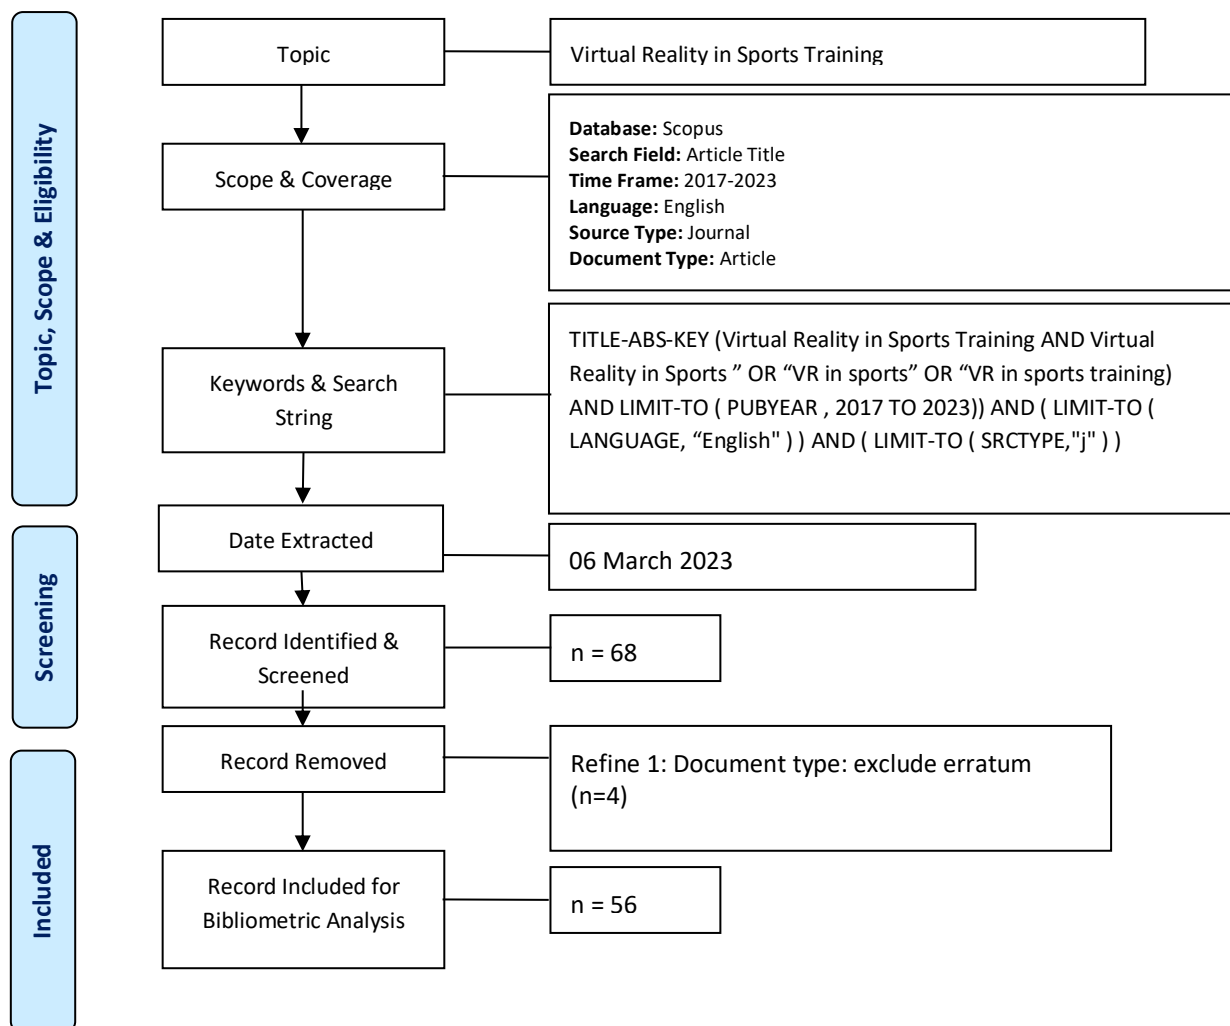 Topic, Scope & Eligibility
Topic
Virtual Reality in Sports Training
Scope & Coverage
Database: Scopus
Search Field: Article Title
Time Frame: 2017-2023
Language: English
Source Type: Journal
Document Type: Article
Keywords & Search
String
TITLE-ABS-KEY (Virtual Reality in Sports Training AND Virtual
Reality in Sports ” OR “VR in sports” OR “VR in sports training)
AND LIMIT-TO ( PUBYEAR , 2017 TO 2023)) AND ( LIMIT-TO (
LANGUAGE, “English" ) ) AND ( LIMIT-TO ( SRCTYPE,"j" ) )
Screening
Date Extracted
06 March 2023
Record Identified &
Screened
n = 68
Included
Record Removed
Refine 1: Document type: exclude erratum
(n=4)
Record Included for
Bibliometric Analysis
n = 56